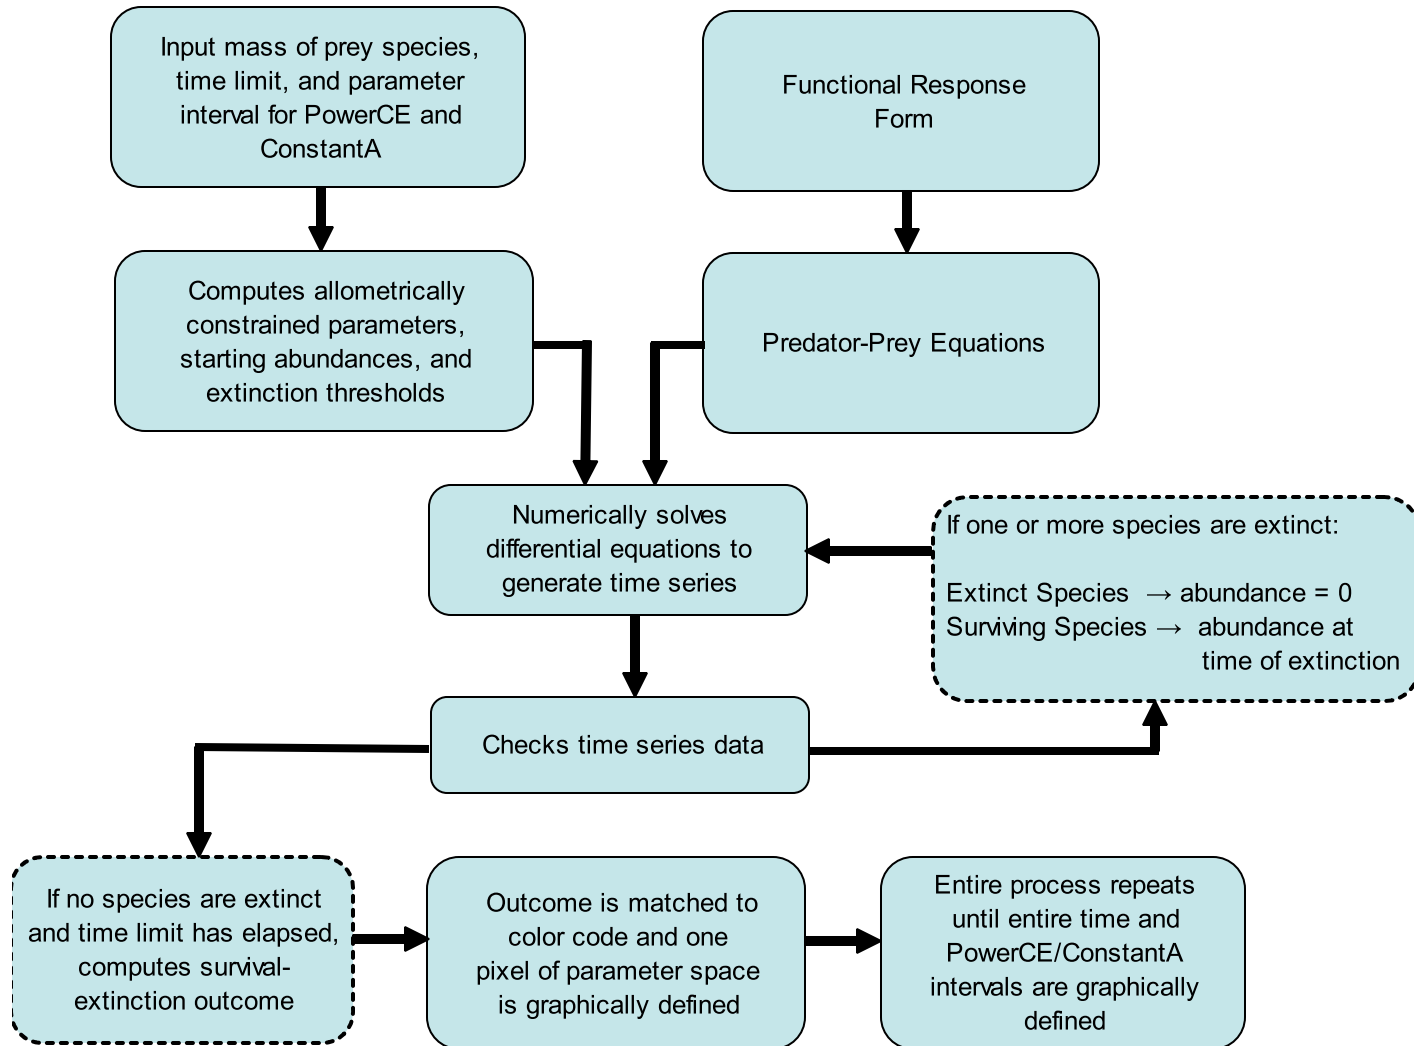 Input mass of prey species,
time limit, and parameter
interval for PowerCE and
ConstantA
Functional Response
Form
Computes allometrically
constrained parameters,
starting abundances, and
extinction thresholds
Predator-Prey Equations
Numerically solves
differential equations to
generate time series
If one or more species are extinct:
Extinct Species → abundance = 0
Surviving Species → abundance at
time of extinction
Checks time series data
If no species are extinct
and time limit has elapsed,
computes survival-
extinction outcome
Outcome is matched to
color code and one
pixel of parameter space
is graphically defined
Entire process repeats
until entire time and
PowerCE/ConstantA
intervals are graphically
defined